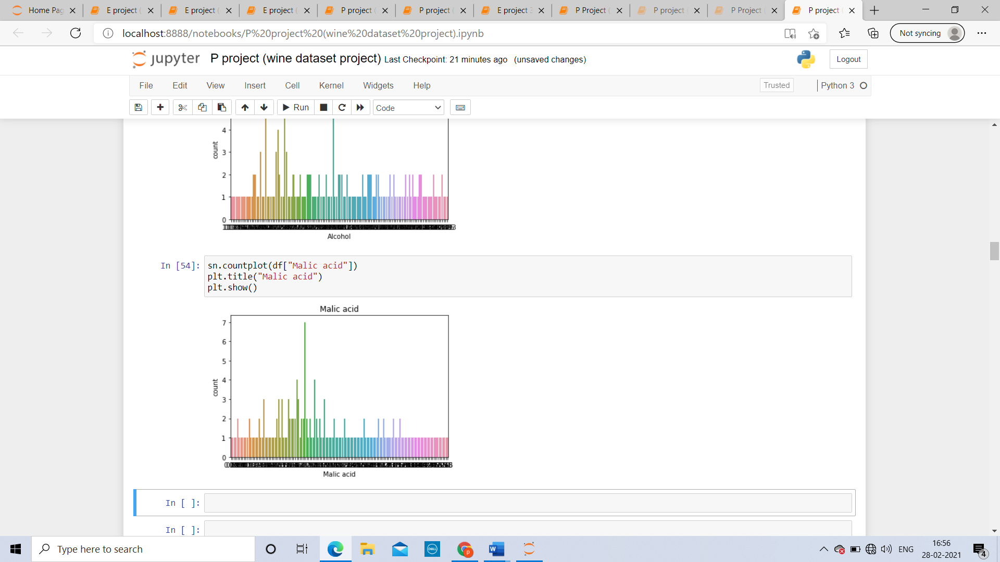 Home Pag
E project (
E project (
E project (
P project (
P project (
E project 3
P Project (
P project (
P Project (
P project (
localhost:8888/notebooks/P%20project%20(wine%20dataset%20project).ipynb
Not syncing
jupyter P project (wine dataset project) Last Checkpoint: 21 minutes ago (unsaved changes)
Logout
File Edit View Insert Cell Kernel Widgets Help
Trusted
Python 3
Run
Code
4
3
2
1
0
count
Alcohol
In [54]:
sn.countplot(df["Malic acid"])
plt.title("Malic acid")
plt.show()
Malic acid
7
6
5
4
3
2
1
0
count
Malic acid
In [ ]:
In [ ]:
Type here to search
DELL
P
W
ENG
16:56
28-02-2021
4